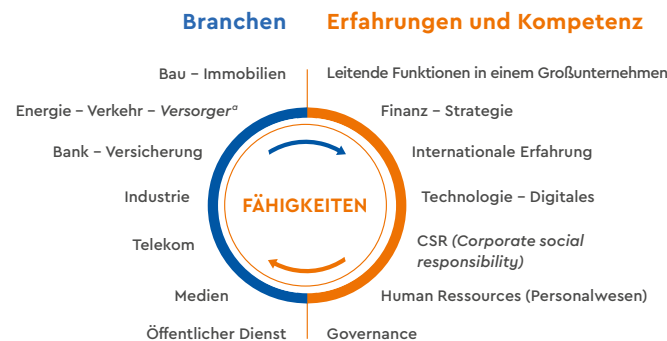 Branchen
Erfahrungen und Kompetenz
Bau – Immobilien
Energie – Verkehr – Versorgerᵃ
Bank – Versicherung
Industrie
Telekom
Medien
Öffentlicher Dienst
FÄHIGKEITEN
Leitende Funktionen in einem Großunternehmen
Finanz – Strategie
Internationale Erfahrung
Technologie – Digitales
CSR (Corporate social
responsibility)
Human Ressources (Personalwesen)
Governance